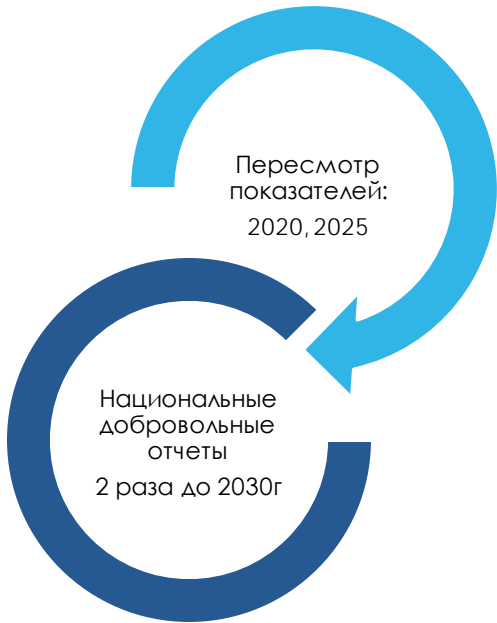 Пересмотр
показателей:
2020, 2025
Национальные
добровольные
отчеты
2 раза до 2030г